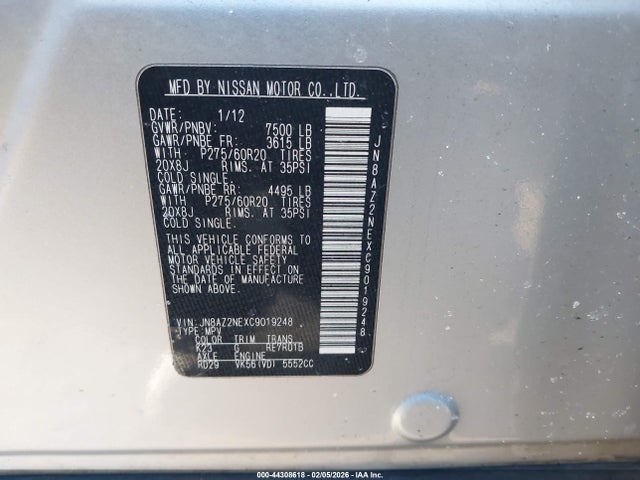 MFD BY NISSAN MOTOR CO.,LTD.
DATE: 1/12
GVWR/PNBV: 7500 LB
GAWR/PNBE FR: 3615 LB
WITH P275/60R20 TIRES
20X8J RIMS. AT 35PSI
COLD SINGLE.
GAWR/PNBE RR: 4495 LB
WITH P275/60R20 TIRES
20X8J RIMS. AT 35PSI
COLD SINGLE.
THIS VEHICLE CONFORMS TO
ALL APPLICABLE FEDERAL
MOTOR VEHICLE SAFETY
STANDARDS IN EFFECT ON
THE DATE OF MANUFACTURE
SHOWN ABOVE.
VIN: JN8AZ2NEXC9019248
TYPE: MPV
COLOR TRIM TRANS
K23 G RE7R01B
AXLE ENGINE
RD29 VK56(VD) 5552CC
JN8AZ2NEXC9019248
000-44308618 - 02/05/2026 - IAA Inc.